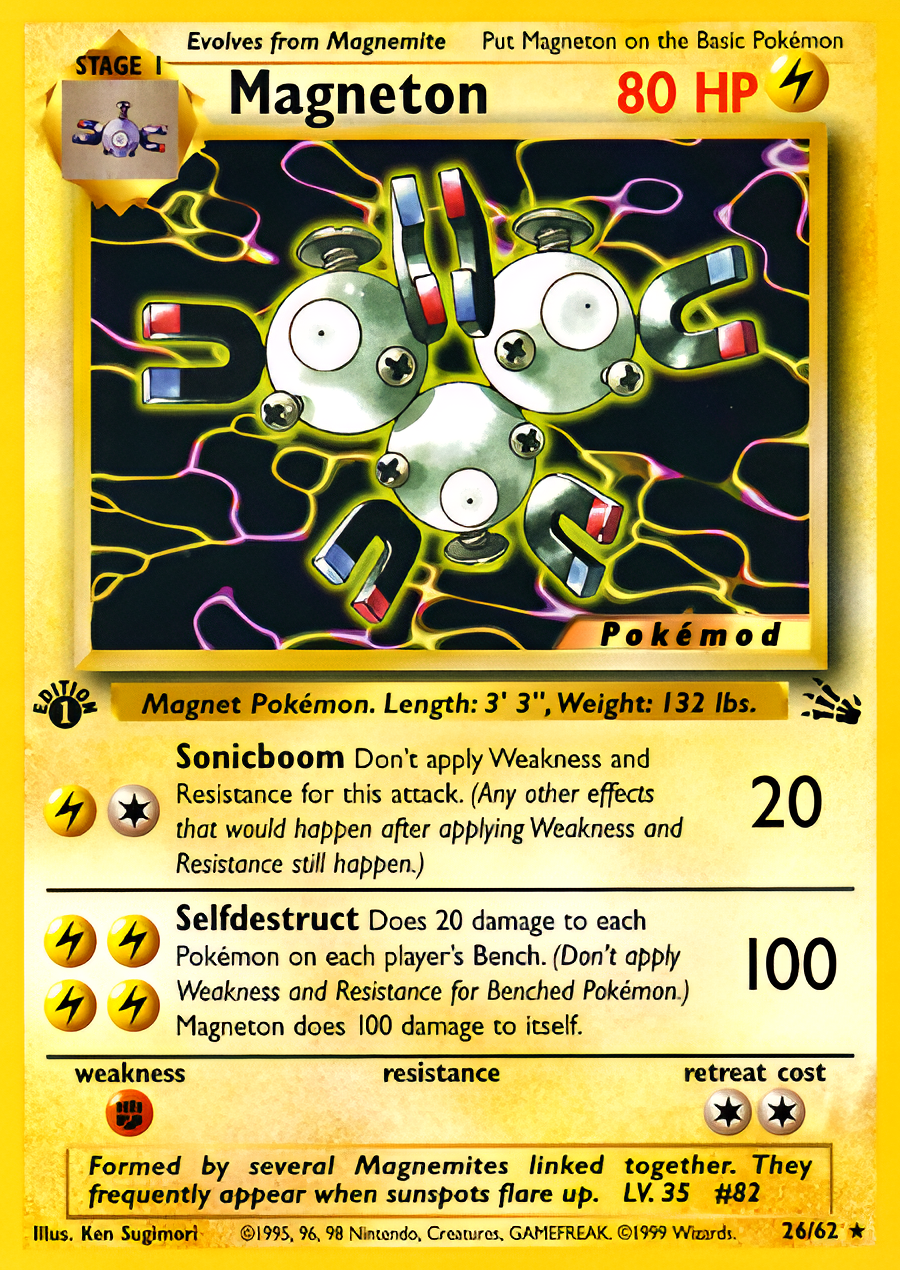 Evolves from Magnemite Put Magneton on the Basic Pokémon
STAGE 1
Magneton 80 HP
Pokémod
EDITION 1
Magnet Pokémon. Length: 3' 3", Weight: 132 lbs.
Sonicboom Don't apply Weakness and
Resistance for this attack. (Any other effects
that would happen after applying Weakness and
Resistance still happen.)
20
Selfdestruct Does 20 damage to each
Pokémon on each player's Bench. (Don't apply
Weakness and Resistance for Benched Pokémon.)
Magneton does 100 damage to itself.
100
weakness resistance retreat cost
Formed by several Magnemites linked together. They
frequently appear when sunspots flare up. LV. 35 #82
Illus. Ken Sugimori ©1995, 96, 98 Nintendo, Creatures, GAMEFREAK. ©1999 Wizards. 26/62 ★